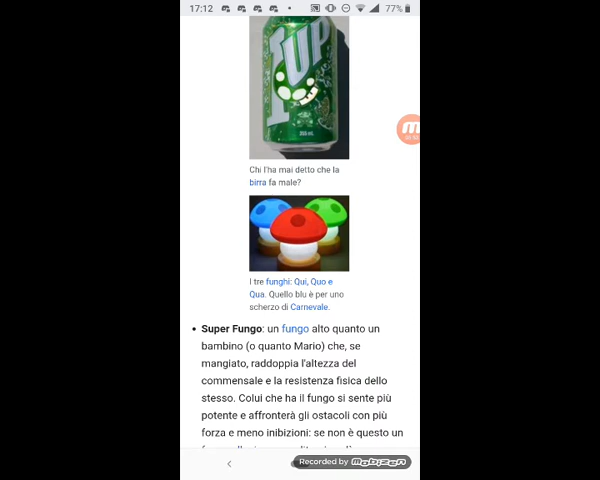 17:12
77%
1UP
355 mL
Chi l'ha mai detto che la
birra fa male?
I tre funghi: Qui, Quo e
Qua. Quello blu è per uno
scherzo di Carnevale.
• Super Fungo: un fungo alto quanto un
bambino (o quanto Mario) che, se
mangiato, raddoppia l'altezza del
commensale e la resistenza fisica dello
stesso. Colui che ha il fungo si sente più
potente e affronterà gli ostacoli con più
forza e meno inibizioni: se non è questo un
Recorded by mobizen